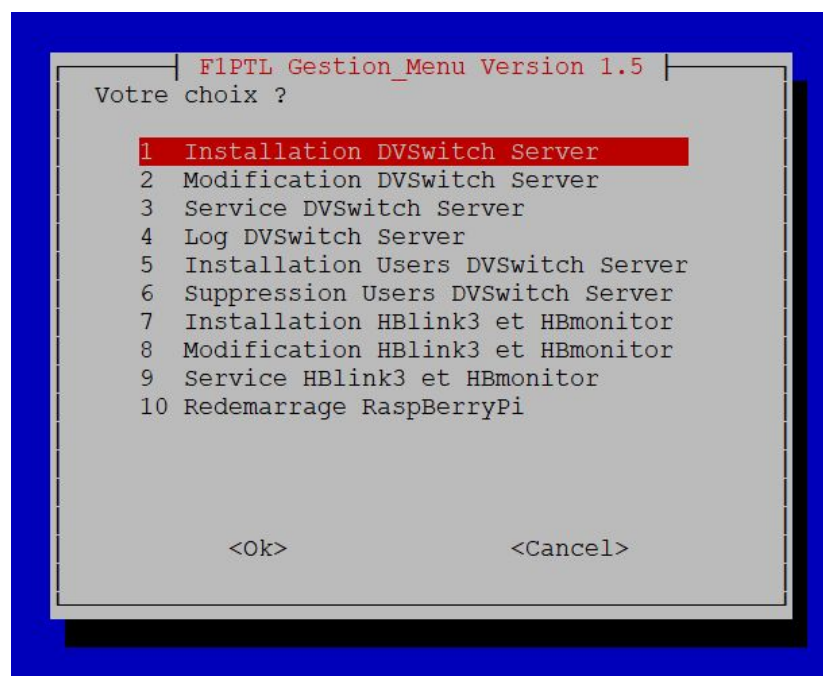 F1PTL Gestion_Menu Version 1.5
Votre choix ?
1 Installation DVSwitch Server
2 Modification DVSwitch Server
3 Service DVSwitch Server
4 Log DVSwitch Server
5 Installation Users DVSwitch Server
6 Suppression Users DVSwitch Server
7 Installation HBlink3 et HBmonitor
8 Modification HBlink3 et HBmonitor
9 Service HBlink3 et HBmonitor
10 Redemarrage RaspBerryPi
<Ok> <Cancel>